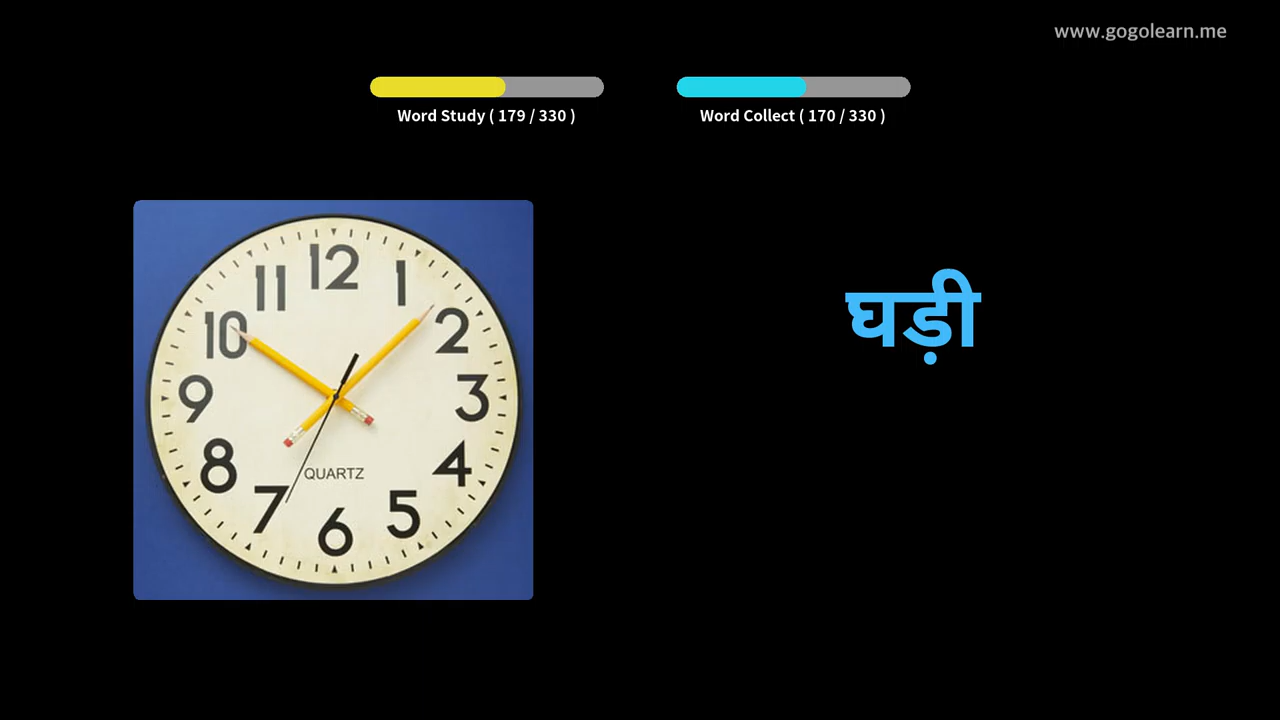 www.gogolearn.me
Word Study ( 179 / 330 )
Word Collect ( 170 / 330 )
12
11
1
10
2
9
3
8
4
QUARTZ
7
5
6
घड़ी